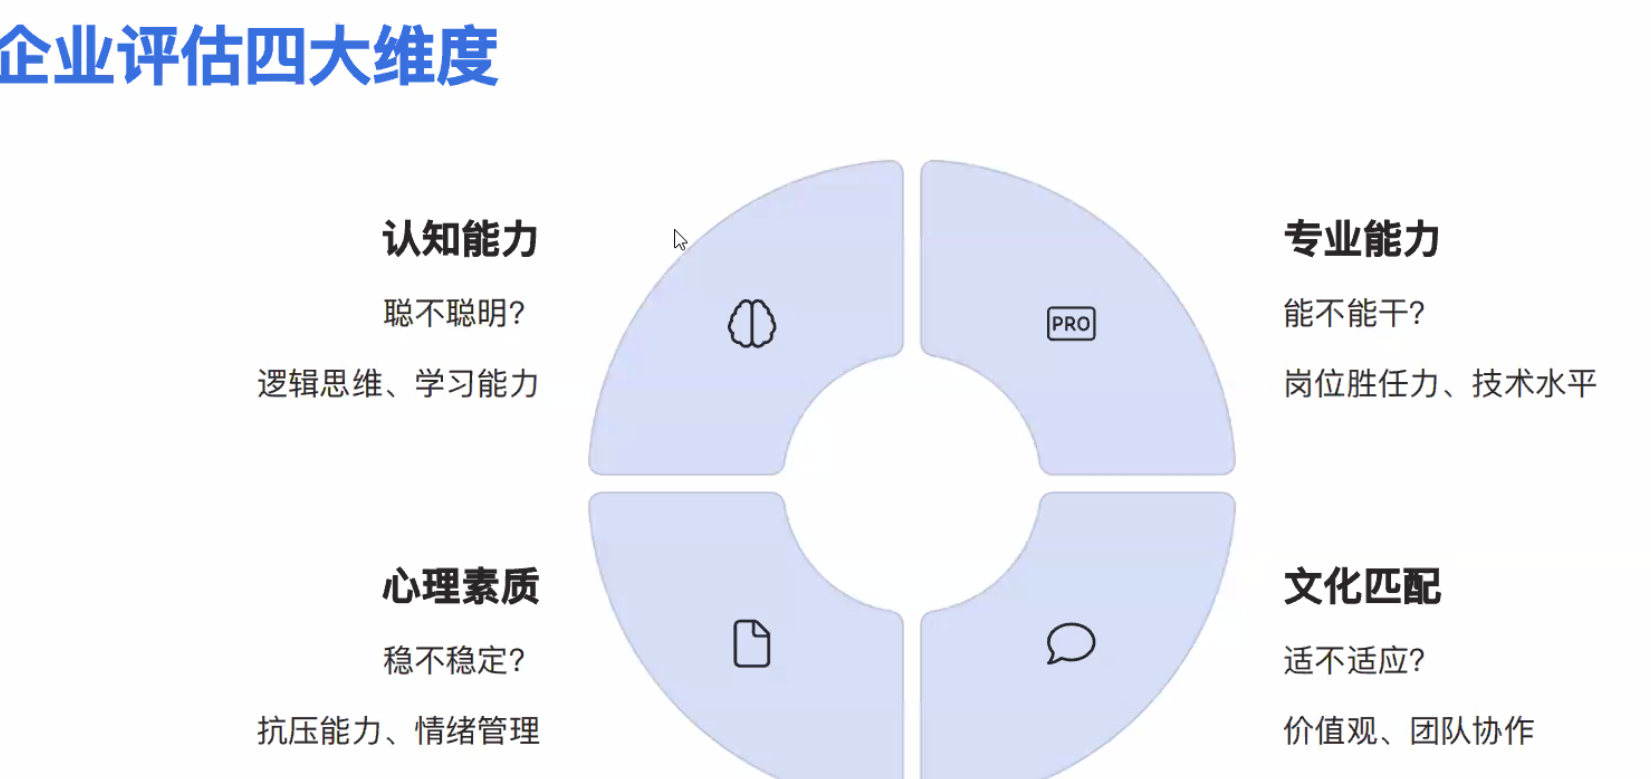 企业评估四大维度
认知能力
聪不聪明?
逻辑思维、学习能力
PRO
专业能力
能不能干?
岗位胜任力、技术水平
心理素质
稳不稳定?
抗压能力、情绪管理
文化匹配
适不适应?
价值观、团队协作